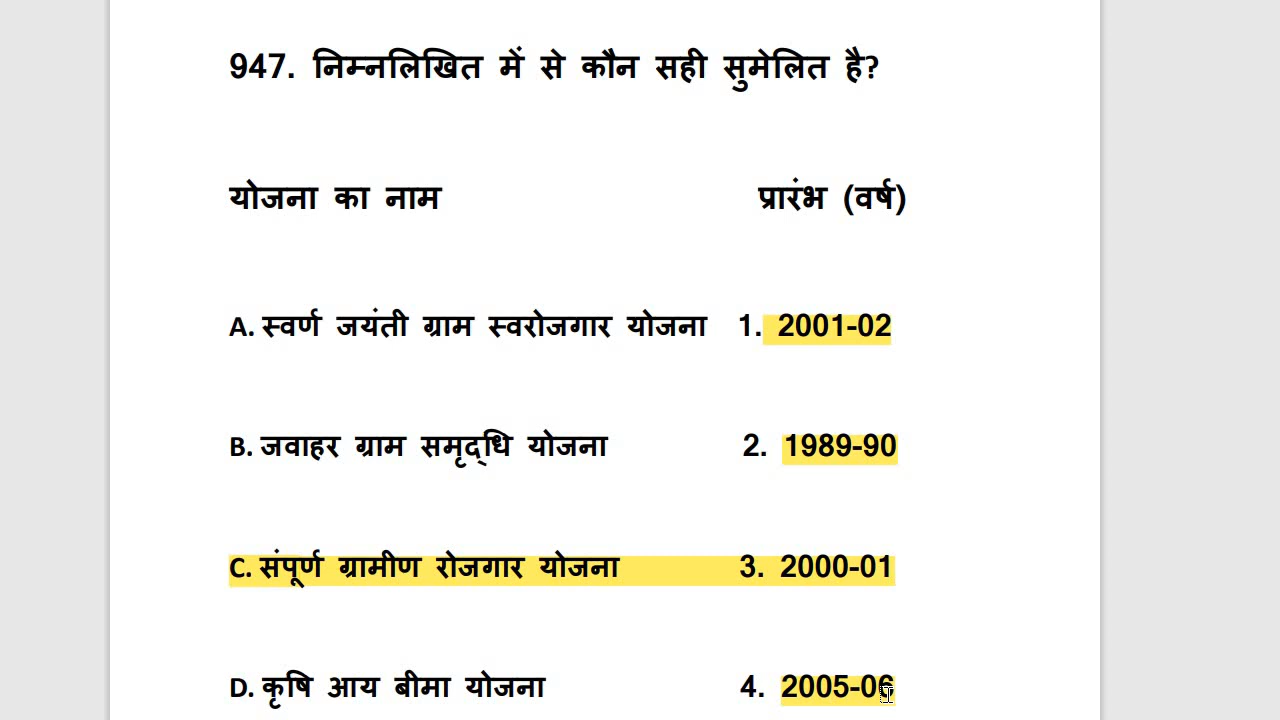 947. निम्नलिखित में से कौन सही सुमेलित है?
योजना का नाम प्रारंभ (वर्ष)
A. स्वर्ण जयंती ग्राम स्वरोजगार योजना 1. 2001-02
B. जवाहर ग्राम समृद्धि योजना 2. 1989-90
C. संपूर्ण ग्रामीण रोजगार योजना 3. 2000-01
D. कृषि आय बीमा योजना 4. 2005-06